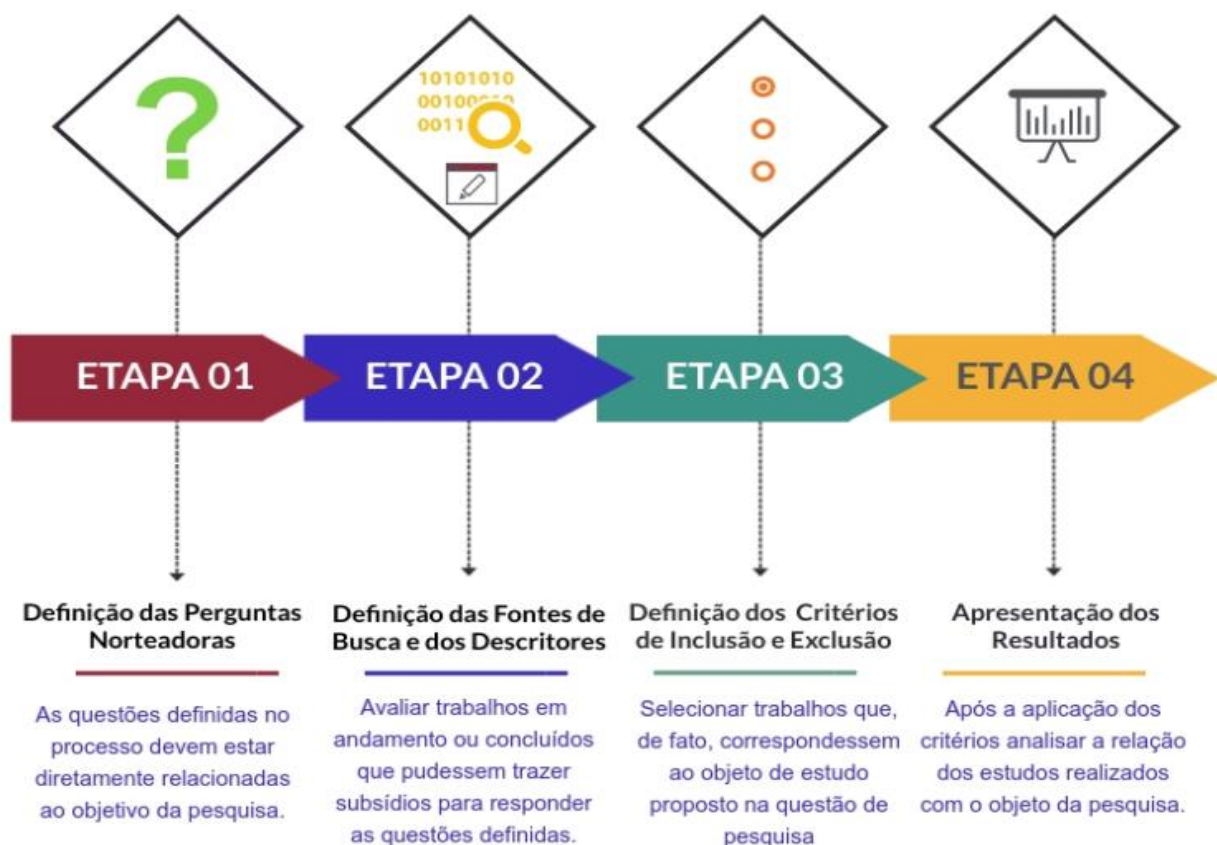 10101010
001000
0011
ETAPA 01
ETAPA 02
ETAPA 03
ETAPA 04
Definição das Perguntas
Norteadoras
As questões definidas no
processo devem estar
diretamente relacionadas
ao objetivo da pesquisa.
Definição das Fontes de
Busca e dos Descritores
Avaliar trabalhos em
andamento ou concluídos
que pudessem trazer
subsídios para responder
as questões definidas.
Definição dos Critérios
de Inclusão e Exclusão
Selecionar trabalhos que,
de fato, correspondessem
ao objeto de estudo
proposto na questão de
pesquisa
Apresentação dos
Resultados
Após a aplicação dos
critérios analisar a relação
dos estudos realizados
com o objeto da pesquisa.